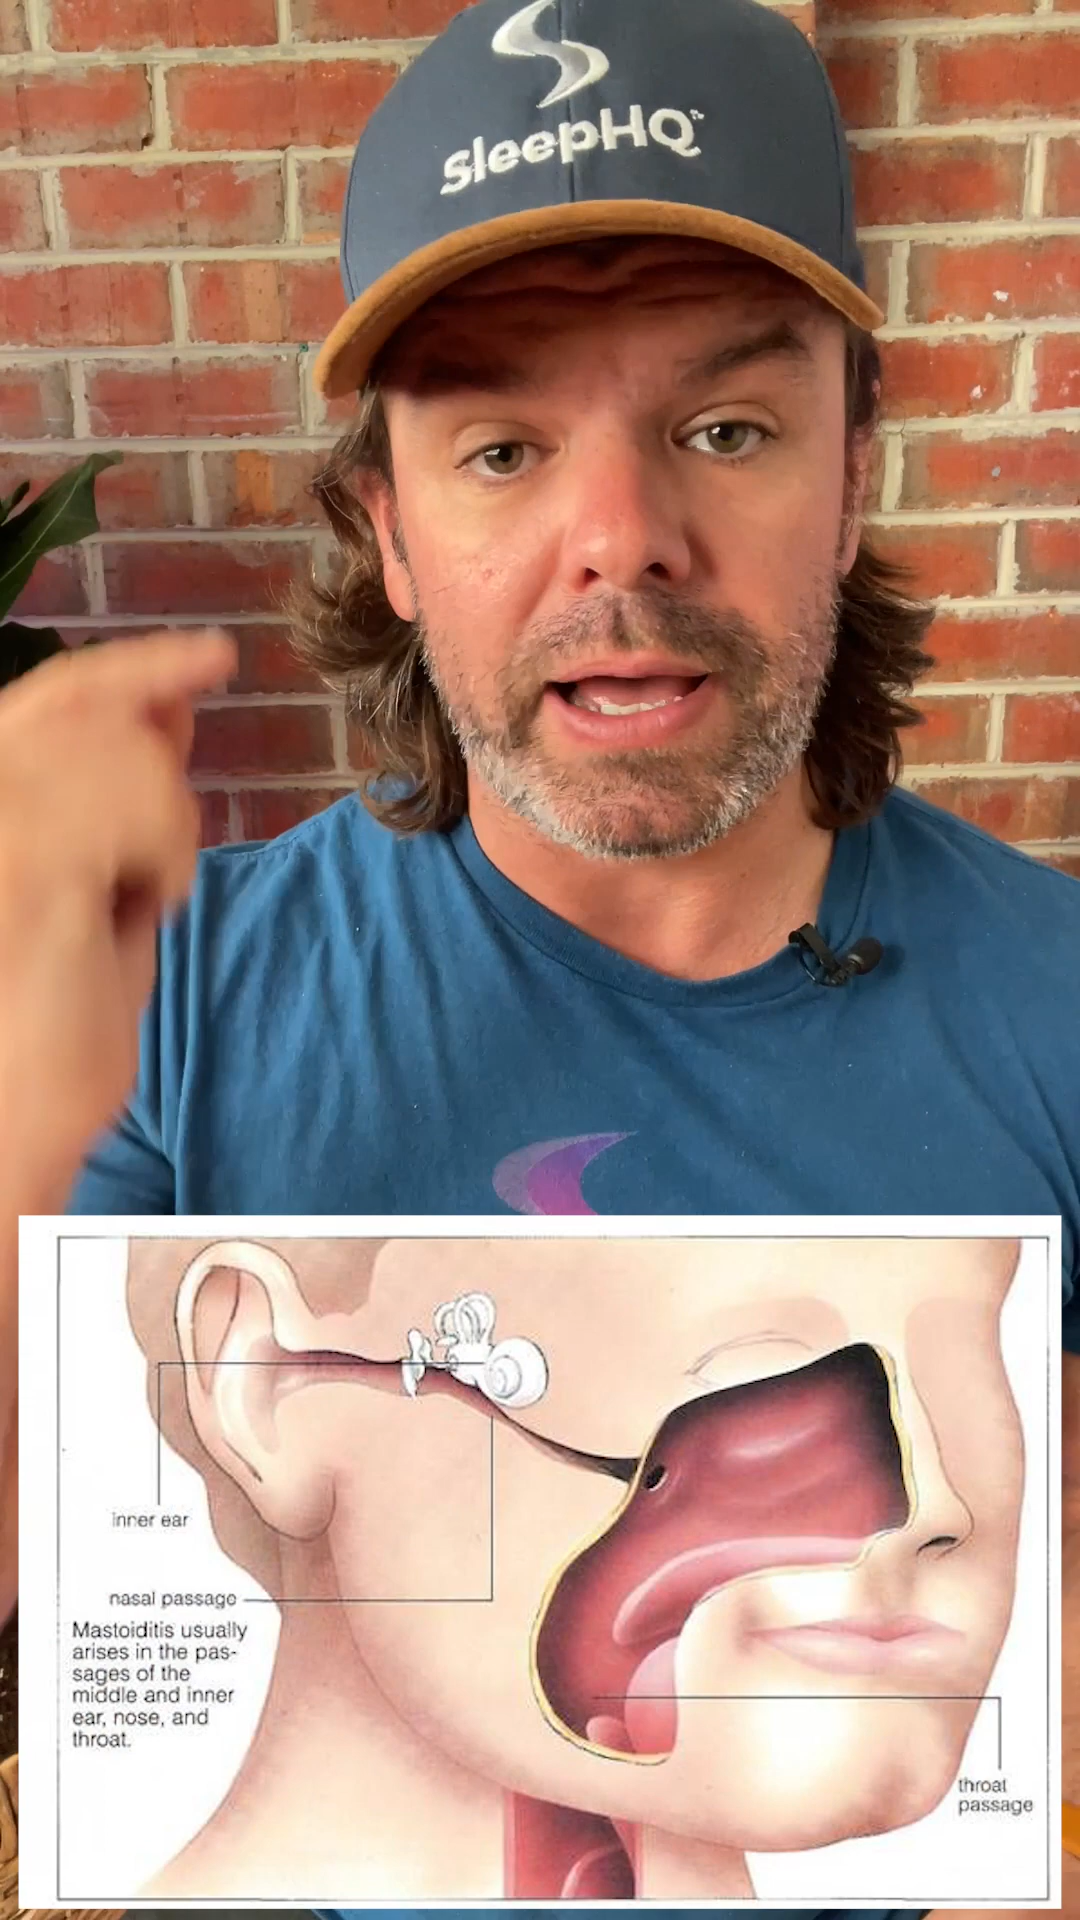 SleepHQ™
inner ear
nasal passage
Mastoiditis usually
arises in the pas-
sages of the
middle and inner
ear, nose, and
throat.
throat
passage